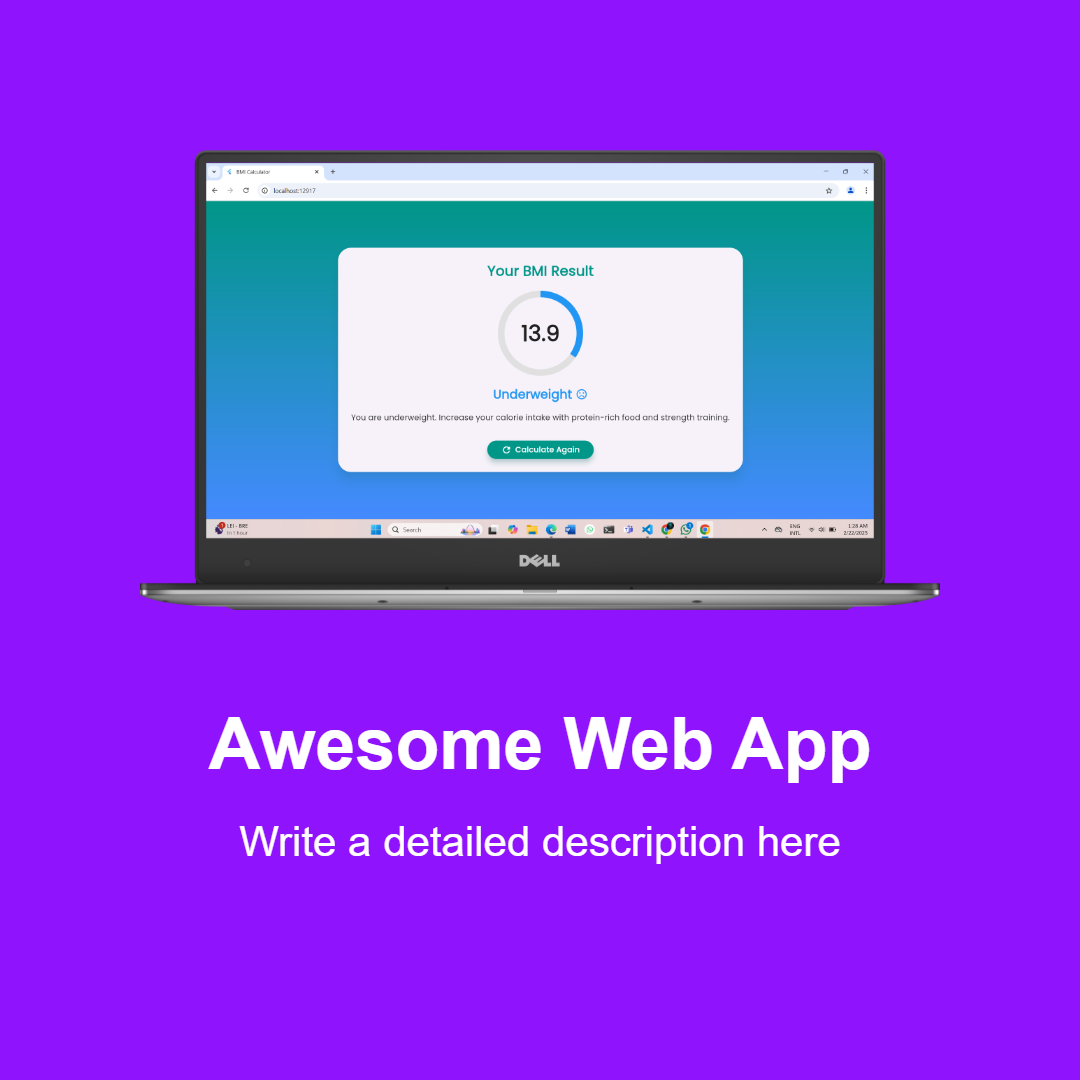 BMI Calculator
localhost:12917
Your BMI Result
13.9
Underweight
You are underweight. Increase your calorie intake with protein-rich food and strength training.
Calculate Again
LEI - BRE
In 1 hour
Search
ENG
INTL
1:28 AM
2/22/2025
DELL
Awesome Web App
Write a detailed description here